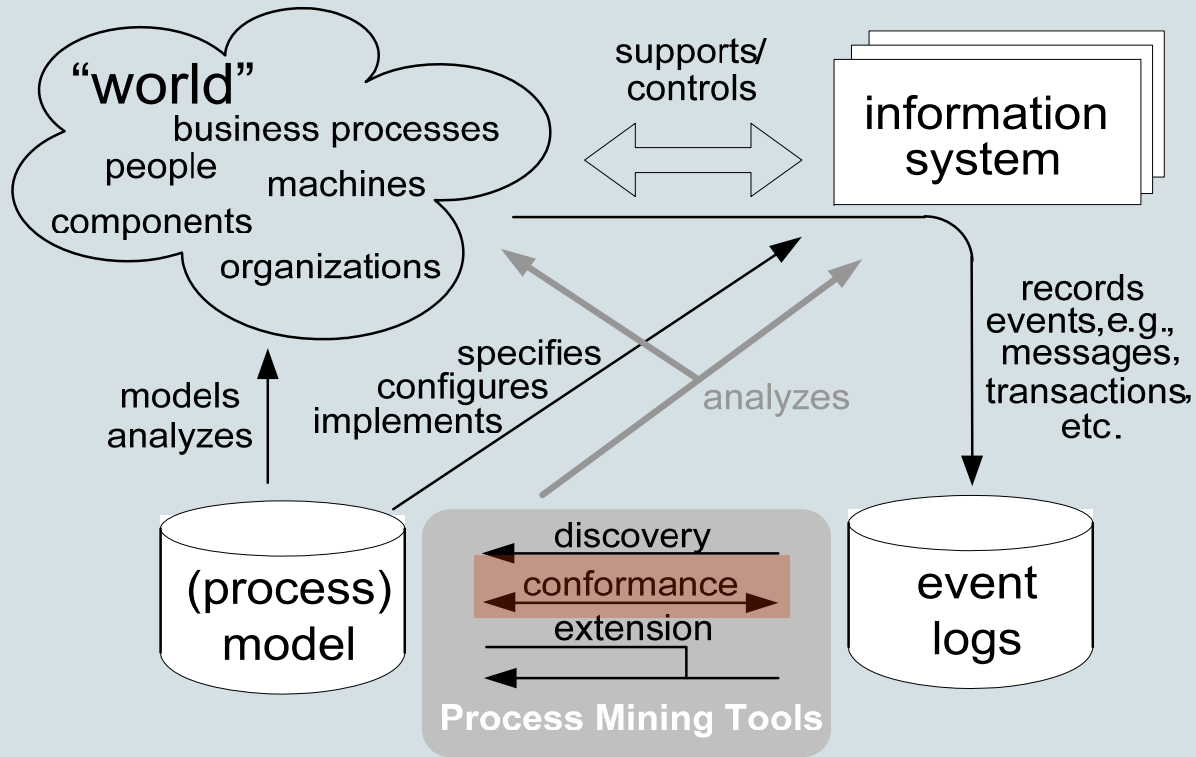 “world”
business processes
people
machines
components
organizations
supports/
controls
information
system
records
events,e.g.,
messages,
transactions,
etc.
specifies
configures
implements
models
analyzes
analyzes
(process)
model
discovery
conformance
extension
Process Mining Tools
event
logs